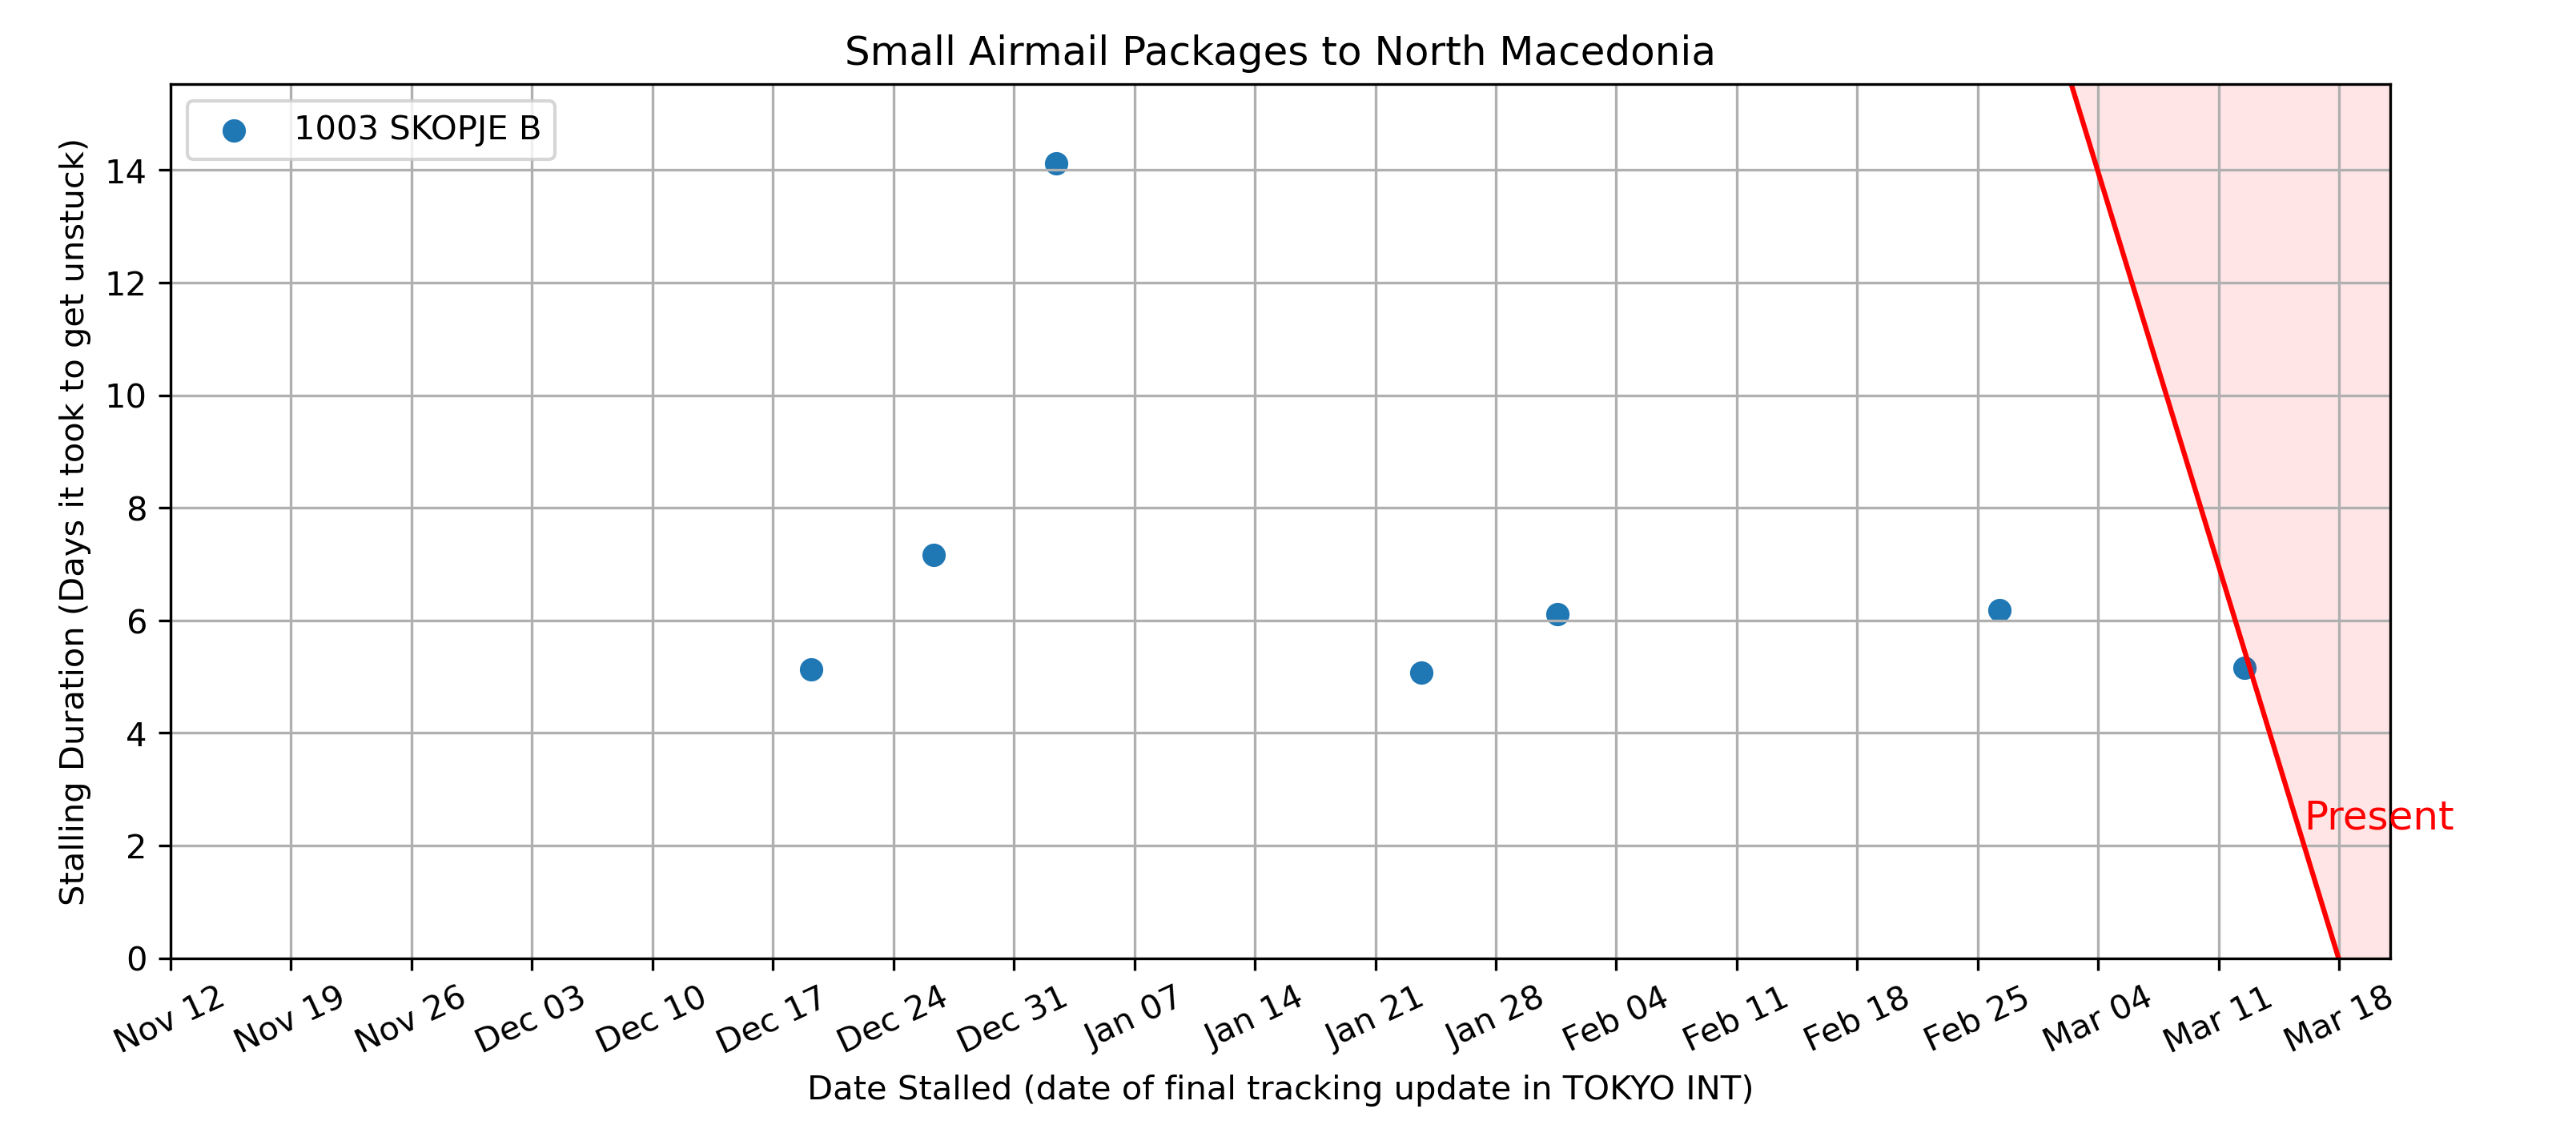 Small Airmail Packages to North Macedonia
1003 SKOPJE B
Stalling Duration (Days it took to get unstuck)
14
12
10
8
6
4
2
0
Present
Nov 12
Nov 19
Nov 26
Dec 03
Dec 10
Dec 17
Dec 24
Dec 31
Jan 07
Jan 14
Jan 21
Jan 28
Feb 04
Feb 11
Feb 18
Feb 25
Mar 04
Mar 11
Mar 18
Date Stalled (date of final tracking update in TOKYO INT)